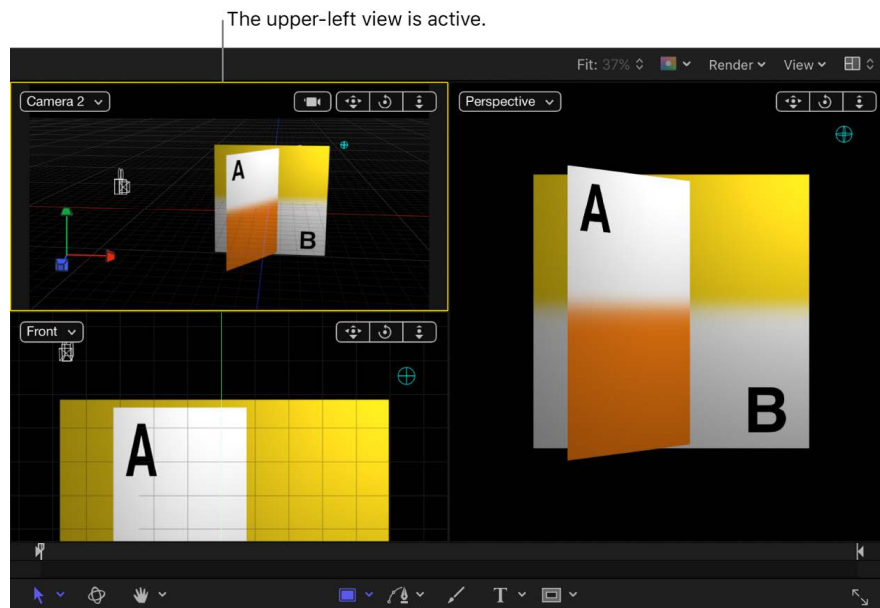 The upper-left view is active.
Fit: 37% Render View
Camera 2
Perspective
A
B
A
B
Front
A
T